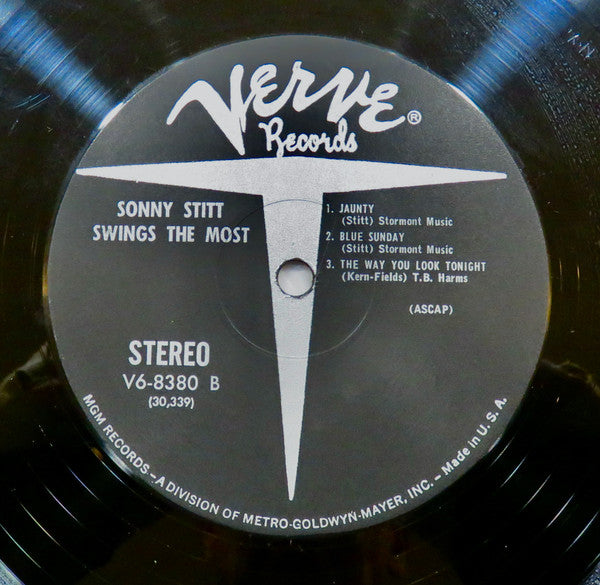 VERVE®
Records
SONNY STITT
SWINGS THE MOST
1. JAUNTY
(Stitt) Stormont Music
2. BLUE SUNDAY
(Stitt) Stormont Music
3. THE WAY YOU LOOK TONIGHT
(Kern-Fields) T.B. Harms
(ASCAP)
STEREO
V6-8380 B
(30,339)
MGM RECORDS – A DIVISION OF METRO-GOLDWYN-MAYER, INC. – Made in U. S. A.